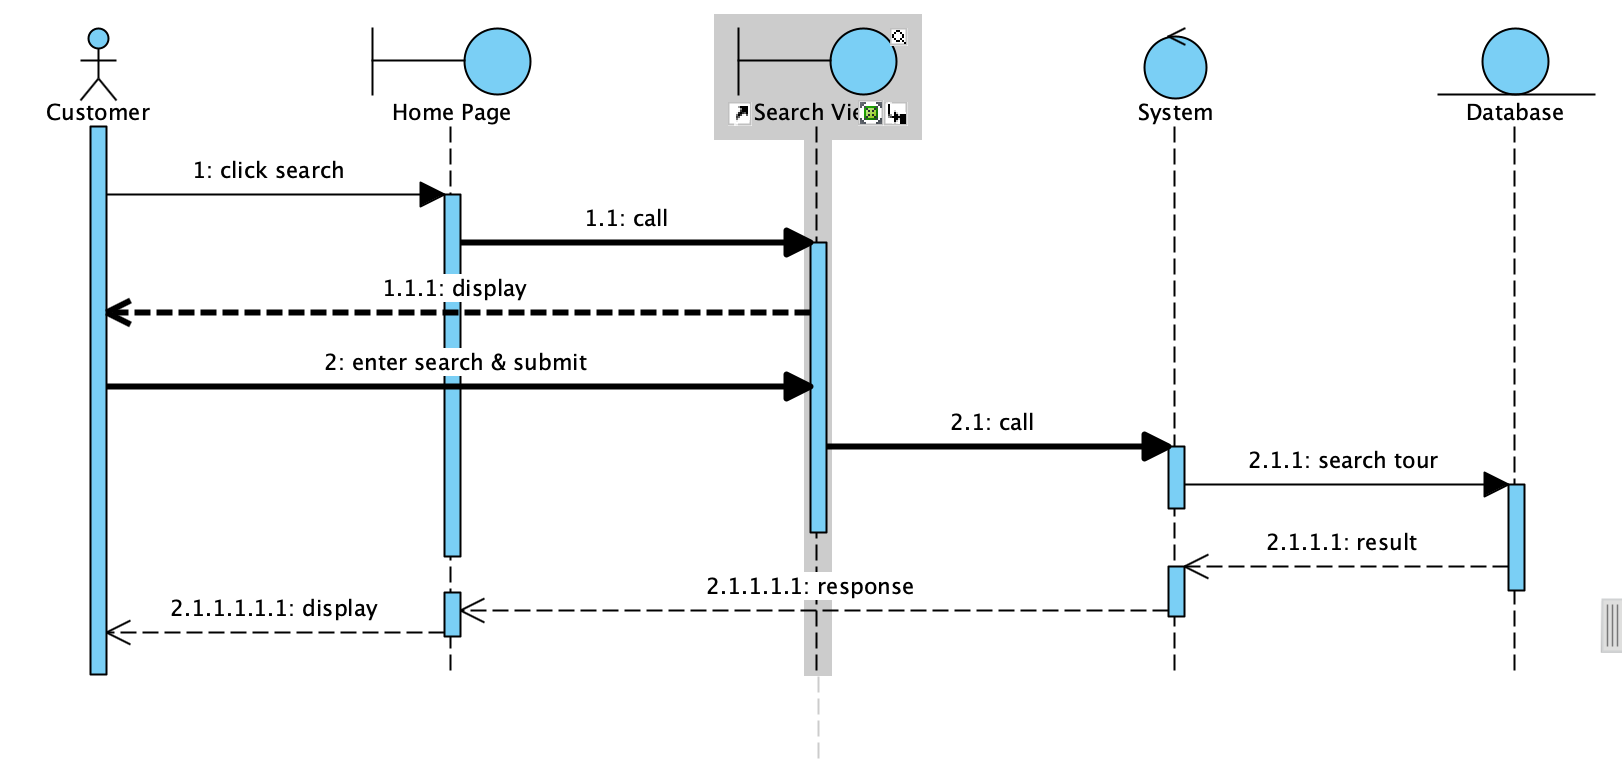 Customer
Home Page
Search Vie
System
Database
1: click search
1.1: call
1.1.1: display
2: enter search & submit
2.1: call
2.1.1: search tour
2.1.1.1: result
2.1.1.1.1: response
2.1.1.1.1.1: display